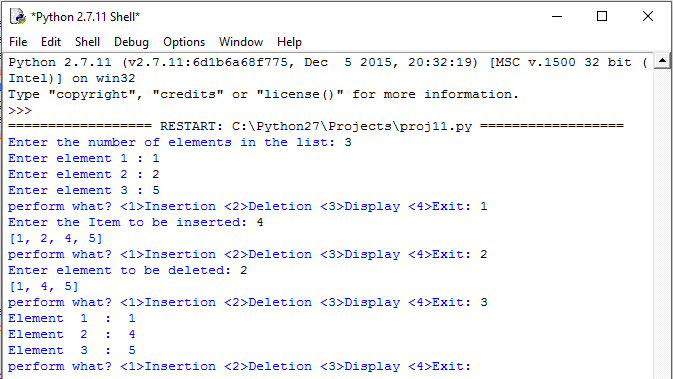 *Python 2.7.11 Shell*
File Edit Shell Debug Options Window Help
Python 2.7.11 (v2.7.11:6d1b6a68f775, Dec  5 2015, 20:32:19) [MSC v.1500 32 bit (
Intel)] on win32
Type "copyright", "credits" or "license()" for more information.
>>>
================== RESTART: C:\Python27\Projects\proj11.py ==================
Enter the number of elements in the list: 3
Enter element 1 : 1
Enter element 2 : 2
Enter element 3 : 5
perform what? <1>Insertion <2>Deletion <3>Display <4>Exit: 1
Enter the Item to be inserted: 4
[1, 2, 4, 5]
perform what? <1>Insertion <2>Deletion <3>Display <4>Exit: 2
Enter element to be deleted: 2
[1, 4, 5]
perform what? <1>Insertion <2>Deletion <3>Display <4>Exit: 3
Element  1  :  1
Element  2  :  4
Element  3  :  5
perform what? <1>Insertion <2>Deletion <3>Display <4>Exit: